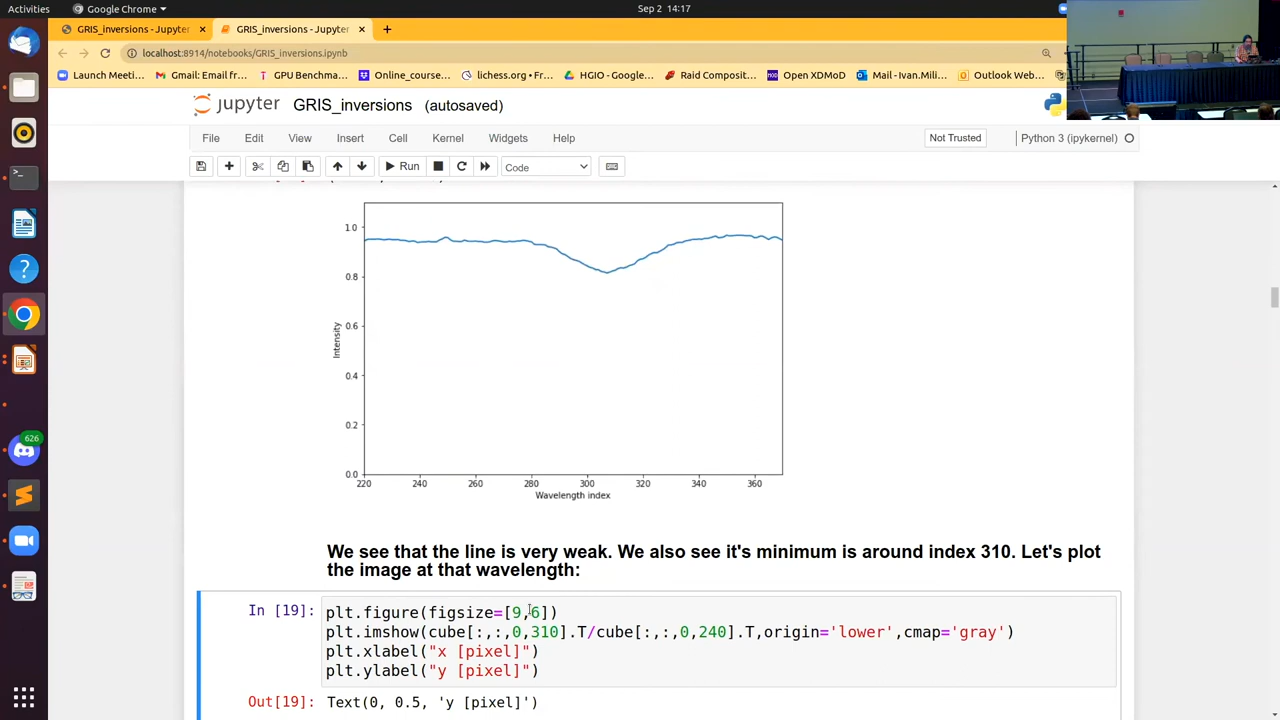 Activities
Google Chrome
Sep 2 14:17
GRIS_inversions - Jupyter
GRIS_inversions - Jupyter
localhost:8914/notebooks/GRIS_inversions.ipynb
Launch Meeti...
Gmail: Email fr...
GPU Benchma...
Online_course...
lichess.org • Fr...
HGIO - Google...
Raid Composit...
Open XDMoD
Mail - Ivan.Mili...
Outlook Web...
jupyter
GRIS_inversions (autosaved)
File
Edit
View
Insert
Cell
Kernel
Widgets
Help
Not Trusted
Python 3 (ipykernel)
Run
Code
1.0
0.8
0.6
0.4
0.2
0.0
Intensity
220 240 260 280 300 320 340 360
Wavelength index
We see that the line is very weak. We also see it's minimum is around index 310. Let's plot
the image at that wavelength:
In [19]:
plt.figure(figsize=[9,6])
plt.imshow(cube[:,:,0,310].T/cube[:,:,0,240].T,origin='lower',cmap='gray')
plt.xlabel("x [pixel]")
plt.ylabel("y [pixel]")
Out[19]:
Text(0, 0.5, 'y [pixel]')
626